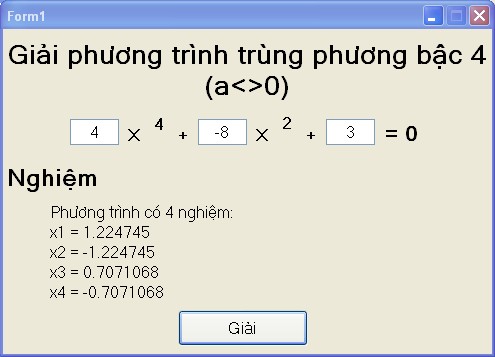 Form1
Giải phương trình trùng phương bậc 4
(a<>0)
4 x 4 + -8 x 2 + 3 = 0
Nghiệm
Phương trình có 4 nghiệm:
x1 = 1.224745
x2 = -1.224745
x3 = 0.7071068
x4 = -0.7071068
Giải